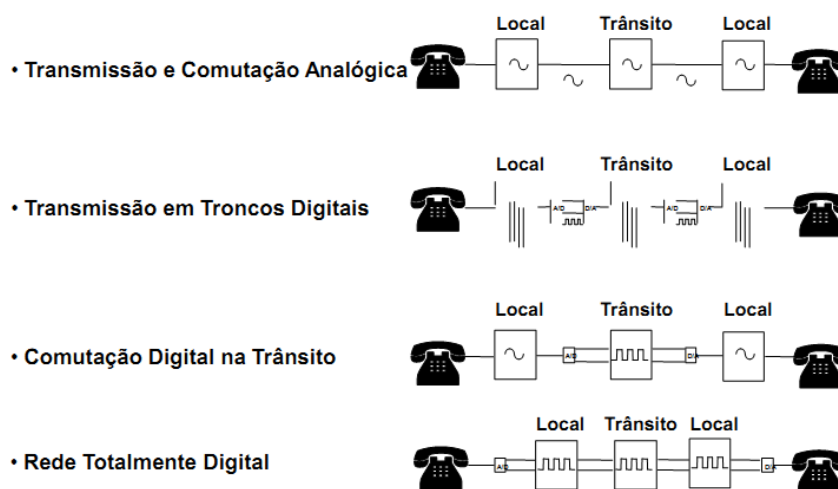 Local Trânsito Local
• Transmissão e Comutação Analógica
Local Trânsito Local
• Transmissão em Troncos Digitais
A/D D/A A/D D/A
Local Trânsito Local
• Comutação Digital na Trânsito
A/D D/A
Local Trânsito Local
• Rede Totalmente Digital
A/D D/A